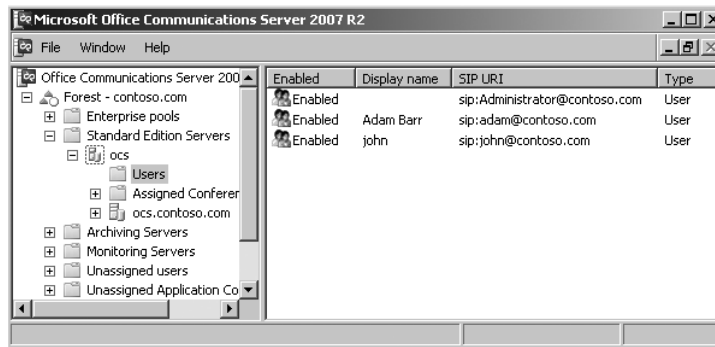 Microsoft Office Communications Server 2007 R2
File Window Help
Office Communications Server 200
Forest - contoso.com
Enterprise pools
Standard Edition Servers
ocs
Users
Assigned Conferer
ocs.contoso.com
Archiving Servers
Monitoring Servers
Unassigned users
Unassigned Application Co
Enabled Display name SIP URI Type
Enabled sip:Administrator@contoso.com User
Enabled Adam Barr sip:adam@contoso.com User
Enabled john sip:john@contoso.com User